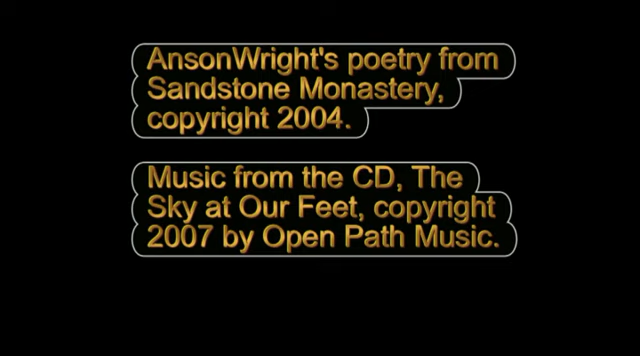 AnsonWright's poetry from
Sandstone Monastery,
copyright 2004.
Music from the CD, The
Sky at Our Feet, copyright
2007 by Open Path Music.